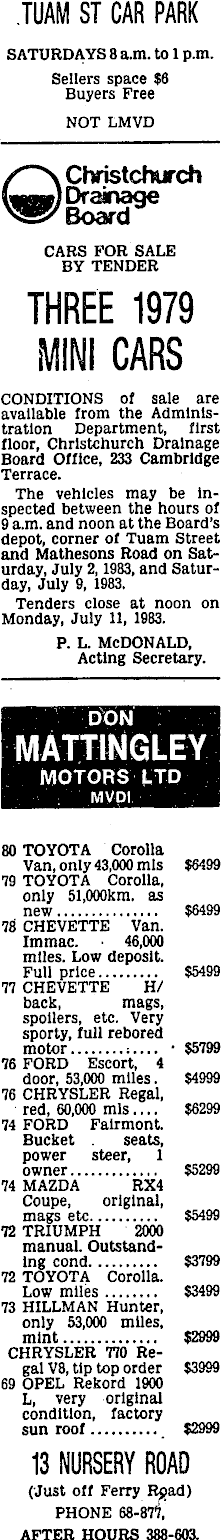 TUAM ST CAR PARK
SATURDAYS 8 a.m. to 1 p.m.
Sellers space $6
Buyers Free
NOT LMVD
Christchurch
Drainage
Board
CARS FOR SALE
BY TENDER
THREE 1979
MINI CARS
CONDITIONS of sale are
available from the Adminis-
tration Department, first
floor, Christchurch Drainage
Board Office, 233 Cambridge
Terrace.
The vehicles may be in-
spected between the hours of
9 a.m. and noon at the Board's
depot, corner of Tuam Street
and Mathesons Road on Sat-
urday, July 2, 1983, and Satur-
day, July 9, 1983.
Tenders close at noon on
Monday, July 11, 1983.
P. L. McDONALD,
Acting Secretary.
DON
MATTINGLEY
MOTORS LTD
MVDI
80 TOYOTA Corolla
Van, only 43,000 mls $6499
79 TOYOTA Corolla,
only 51,000km. as
new ............... $6499
78 CHEVETTE Van.
Immac. 46,000
miles. Low deposit.
Full price ......... $5499
77 CHEVETTE H/
back, mags,
spoilers, etc. Very
sporty, full rebored
motor ............. $5799
76 FORD Escort, 4
door, 53,000 miles . $4999
76 CHRYSLER Regal,
red, 60,000 mls .... $6299
74 FORD Fairmont.
Bucket seats,
power steer, 1
owner ............. $5299
74 MAZDA RX4
Coupe, original,
mags etc. .......... $5499
72 TRIUMPH 2000
manual. Outstand-
ing cond. .......... $3799
72 TOYOTA Corolla.
Low miles ........ $3499
73 HILLMAN Hunter,
only 53,000 miles,
mint .............. $2999
CHRYSLER 770 Re-
gal V8, tip top order $3999
69 OPEL Rekord 1900
L, very original
condition, factory
sun roof .......... $2999
13 NURSERY ROAD
(Just off Ferry Road)
PHONE 68-877,
AFTER HOURS 388-603.